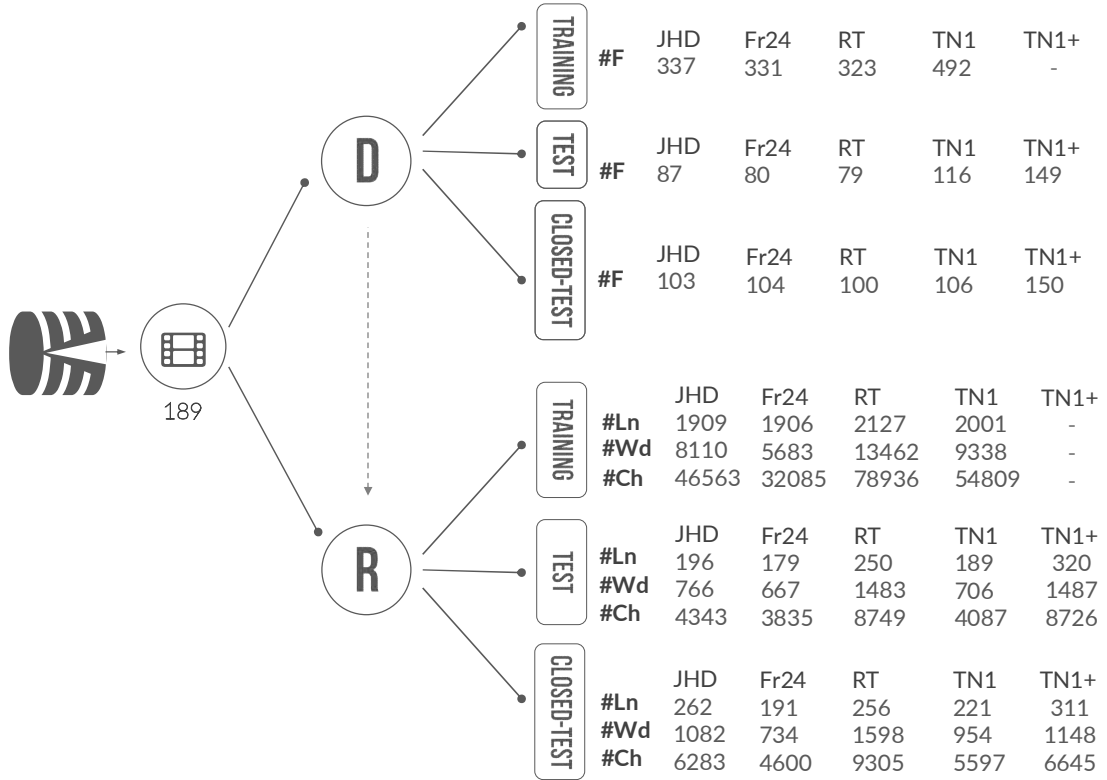 TRAINING
JHD Fr24 RT TN1 TN1+
#F 337 331 323 492 -
D
TEST
JHD Fr24 RT TN1 TN1+
#F 87 80 79 116 149
CLOSED-TEST
JHD Fr24 RT TN1 TN1+
#F 103 104 100 106 150
189
TRAINING
JHD Fr24 RT TN1 TN1+
#Ln 1909 1906 2127 2001 -
#Wd 8110 5683 13462 9338 -
#Ch 46563 32085 78936 54809 -
R
TEST
JHD Fr24 RT TN1 TN1+
#Ln 196 179 250 189 320
#Wd 766 667 1483 706 1487
#Ch 4343 3835 8749 4087 8726
CLOSED-TEST
JHD Fr24 RT TN1 TN1+
#Ln 262 191 256 221 311
#Wd 1082 734 1598 954 1148
#Ch 6283 4600 9305 5597 6645